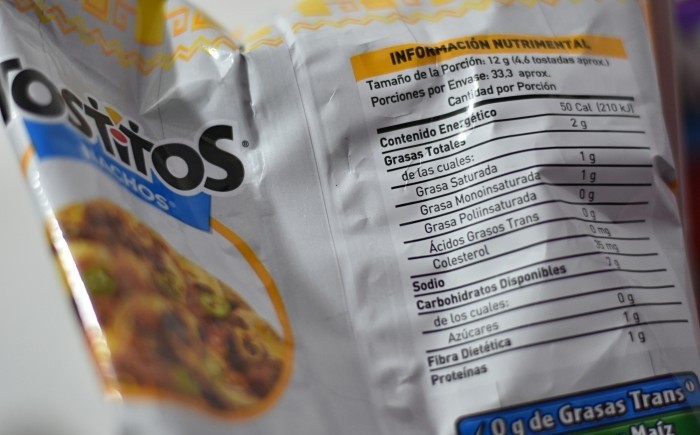 TOSTITOS®
NACHOS®
INFORMACIÓN NUTRIMENTAL
Tamaño de la Porción: 12 g (4.6 tostadas aprox.)
Porciones por Envase: 33.3 aprox.
Cantidad por Porción
Contenido Energético 50 Cal (210 kJ)
Grasas Totales 2 g
de las cuales:
Grasa Saturada 1 g
Grasa Monoinsaturada 1 g
Grasa Poliinsaturada 0 g
Ácidos Grasos Trans 0 g
Colesterol 0 mg
Sodio 35 mg
Carbohidratos Disponibles 7 g
de los cuales:
Azúcares 0 g
Fibra Dietética 1 g
Proteínas 1 g
0 g de Grasas Trans
Maíz